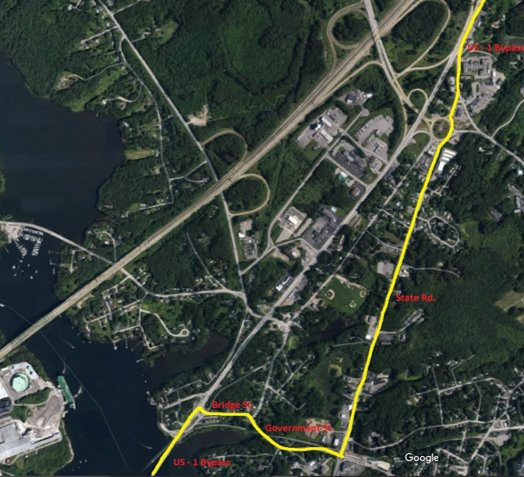 US - 1 Bypass
State Rd.
Bridge St
Government St.
US - 1 Bypass
Google